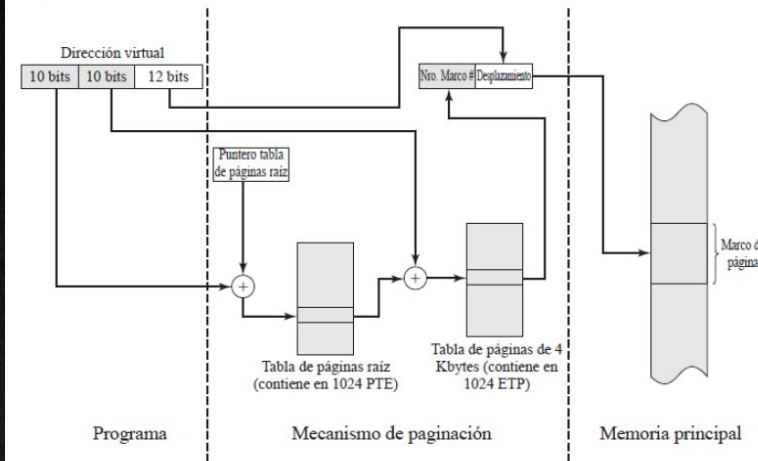 Dirección virtual
10 bits 10 bits 12 bits
Nro. Marco # Desplazamiento
Puntero tabla
de páginas raíz
Marco d
página
Tabla de páginas raíz
(contiene en 1024 PTE)
Tabla de páginas de 4
Kbytes (contiene en
1024 ETP)
Programa
Mecanismo de paginación
Memoria principal